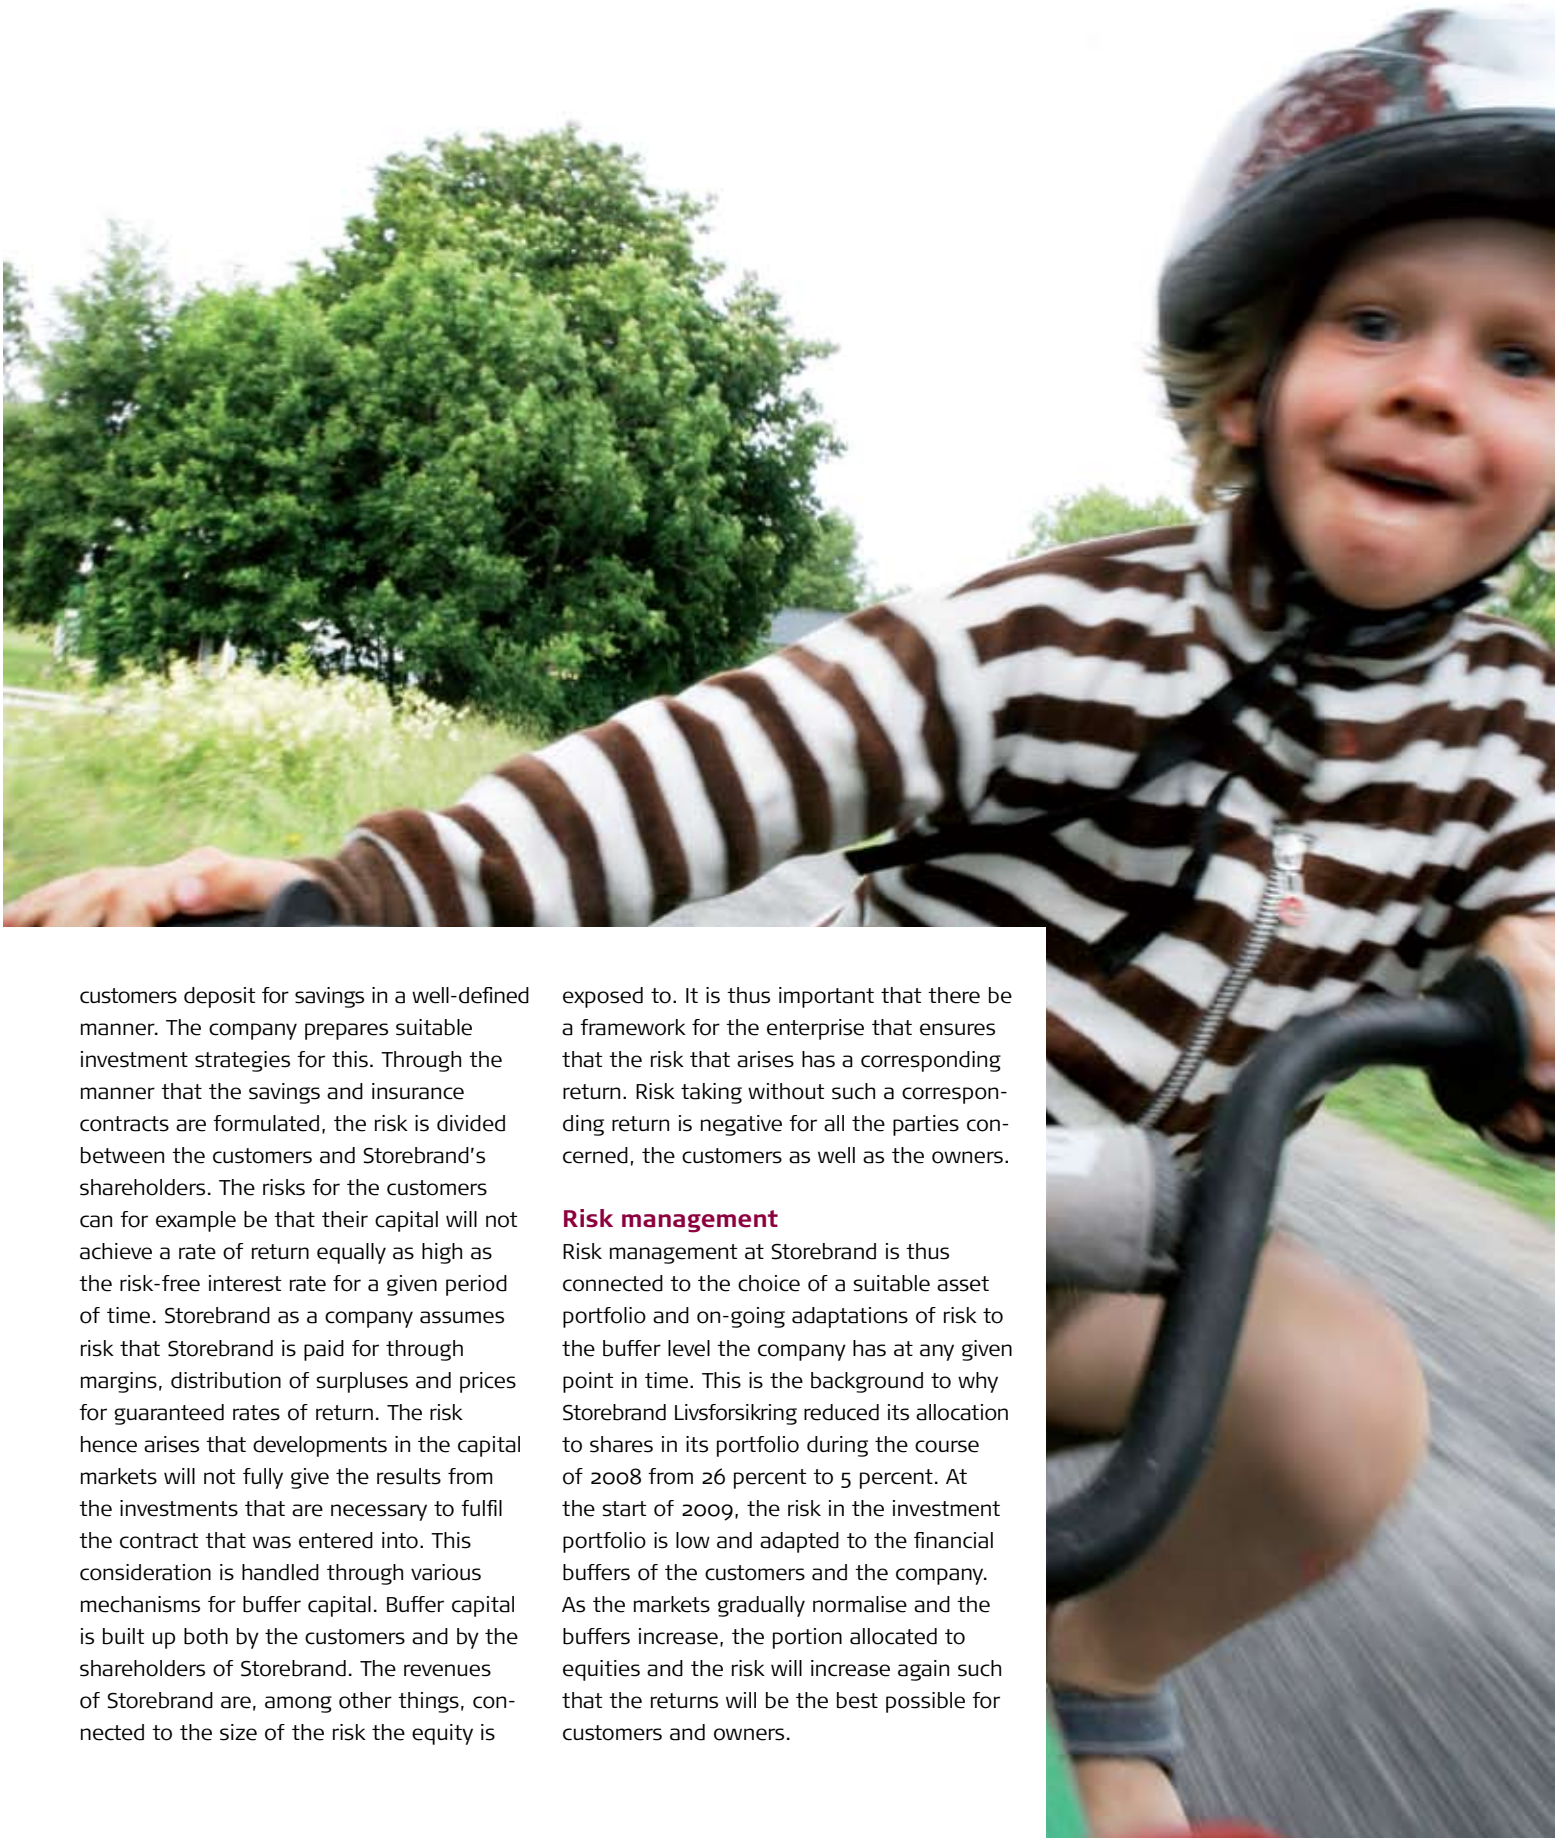 customers deposit for savings in a well-defined
manner. The company prepares suitable
investment strategies for this. Through the
manner that the savings and insurance
contracts are formulated, the risk is divided
between the customers and Storebrand's
shareholders. The risks for the customers
can for example be that their capital will not
achieve a rate of return equally as high as
the risk-free interest rate for a given period
of time. Storebrand as a company assumes
risk that Storebrand is paid for through
margins, distribution of surpluses and prices
for guaranteed rates of return. The risk
hence arises that developments in the capital
markets will not fully give the results from
the investments that are necessary to fulfil
the contract that was entered into. This
consideration is handled through various
mechanisms for buffer capital. Buffer capital
is built up both by the customers and by the
shareholders of Storebrand. The revenues
of Storebrand are, among other things, con-
nected to the size of the risk the equity is
exposed to. It is thus important that there be
a framework for the enterprise that ensures
that the risk that arises has a corresponding
return. Risk taking without such a correspon-
ding return is negative for all the parties con-
cerned, the customers as well as the owners.
Risk management
Risk management at Storebrand is thus
connected to the choice of a suitable asset
portfolio and on-going adaptations of risk to
the buffer level the company has at any given
point in time. This is the background to why
Storebrand Livsforsikring reduced its allocation
to shares in its portfolio during the course
of 2008 from 26 percent to 5 percent. At
the start of 2009, the risk in the investment
portfolio is low and adapted to the financial
buffers of the customers and the company.
As the markets gradually normalise and the
buffers increase, the portion allocated to
equities and the risk will increase again such
that the returns will be the best possible for
customers and owners.